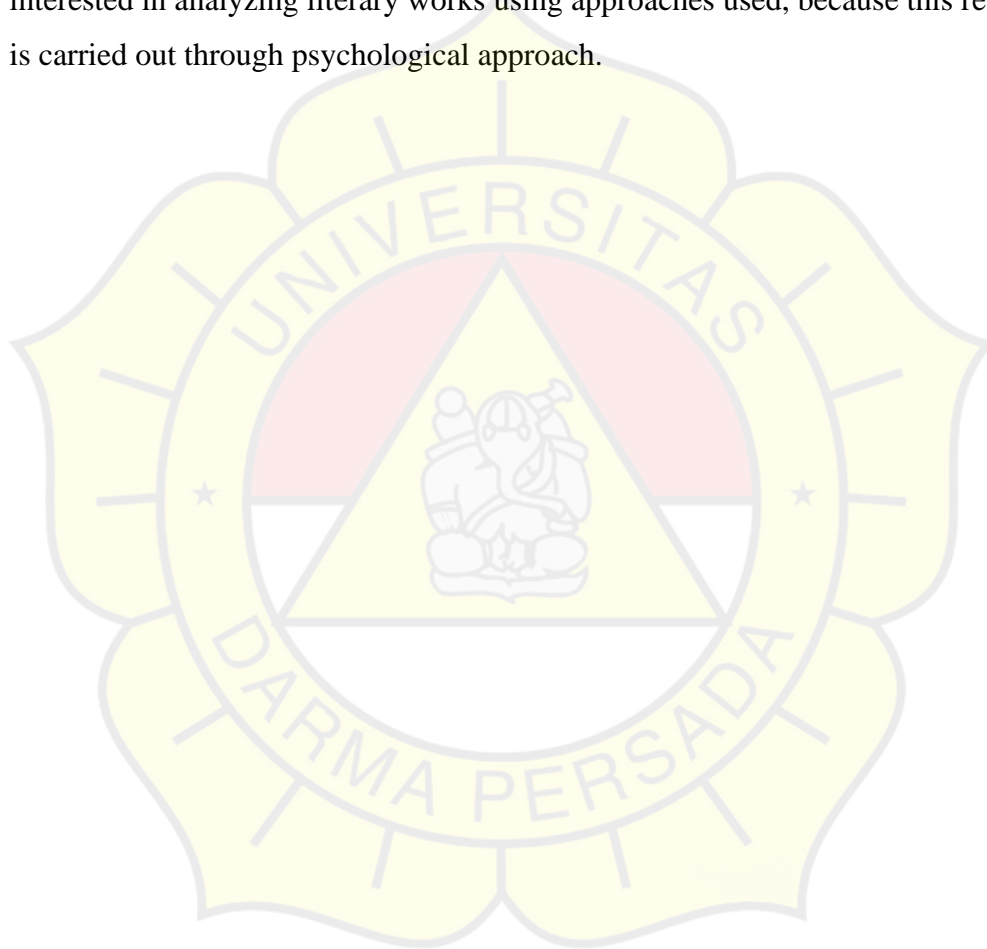 interested in analyzing literary works using approaches used, because this re
is carried out through psychological approach.
UNIVERSITAS
DARMA PERSADA